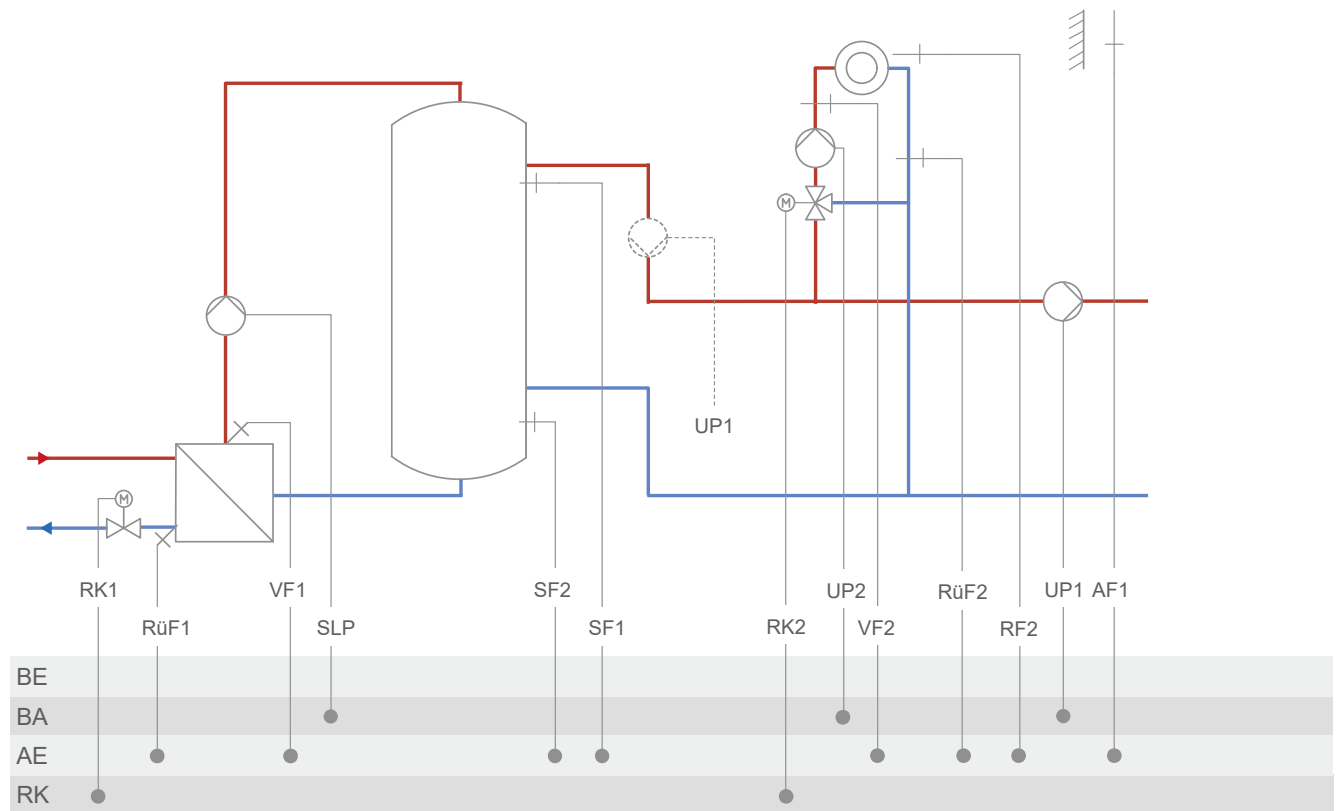 M
M
UP1
RK1
VF1
SF2
UP2
RüF2
UP1
AF1
RüF1
SLP
SF1
RK2
VF2
RF2
BE
BA
AE
RK